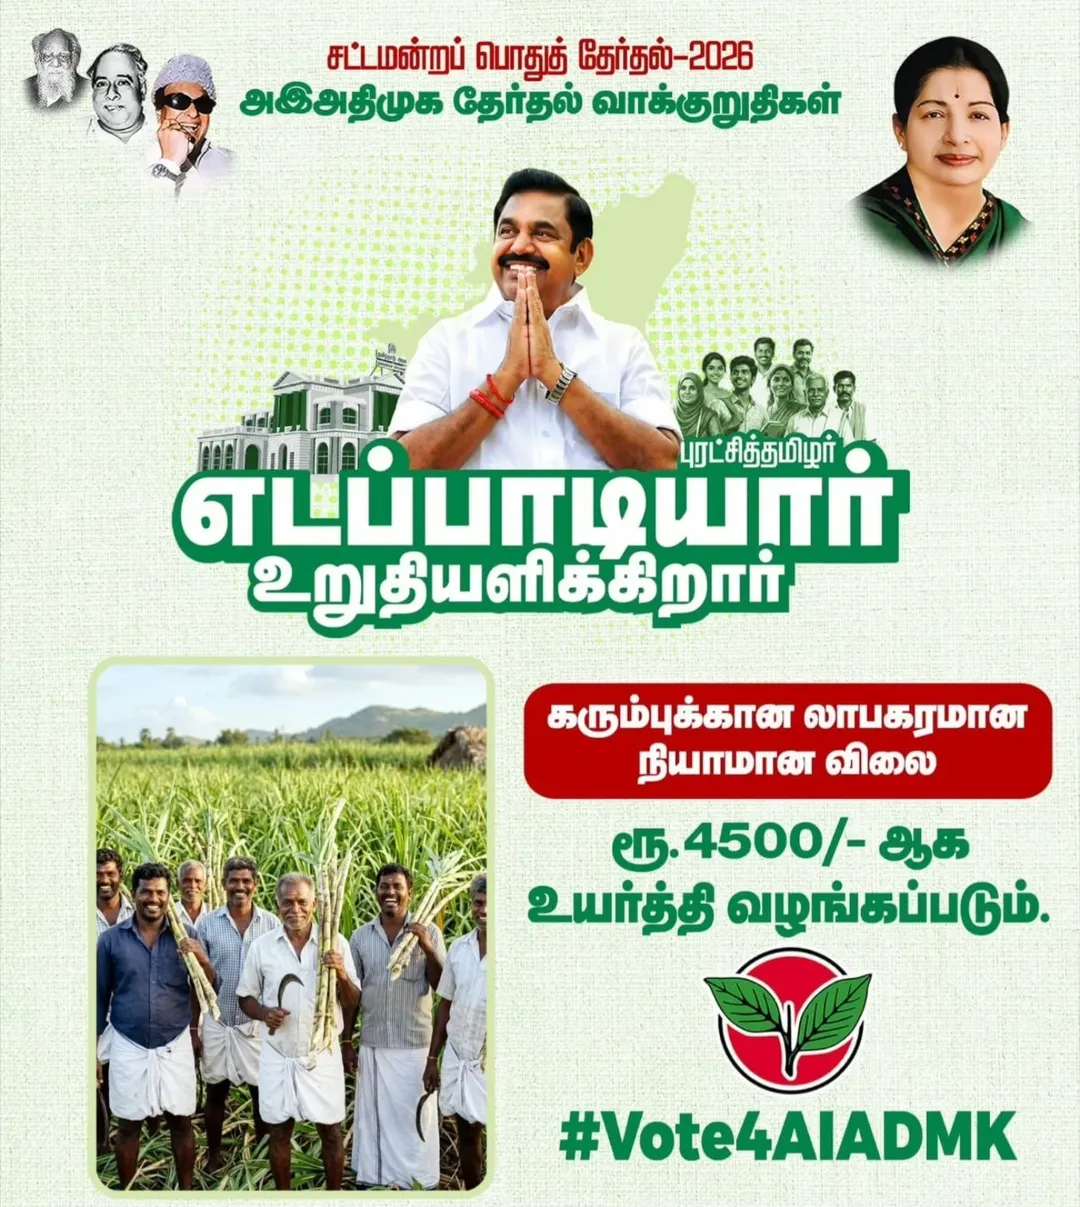 சட்டமன்றப் பொதுத் தேர்தல்-2026
அஇஅதிமுக தேர்தல் வாக்குறுதிகள்
புரட்சித்தமிழர்
எடப்பாடியார்
உறுதியளிக்கிறார்
கரும்புக்கான லாபகரமான
நியாமான விலை
ரூ.4500/- ஆக
உயர்த்தி வழங்கப்படும்.
#Vote4AIADMK